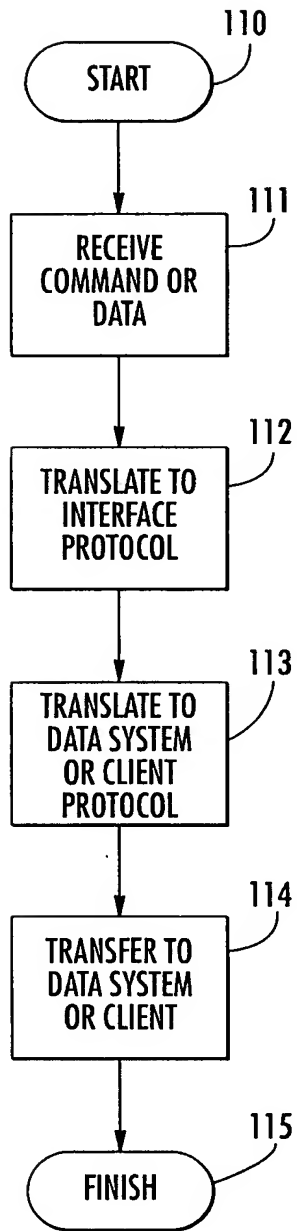 110
START
111
RECEIVE
COMMAND OR
DATA
112
TRANSLATE TO
INTERFACE
PROTOCOL
113
TRANSLATE TO
DATA SYSTEM
OR CLIENT
PROTOCOL
114
TRANSFER TO
DATA SYSTEM
OR CLIENT
115
FINISH